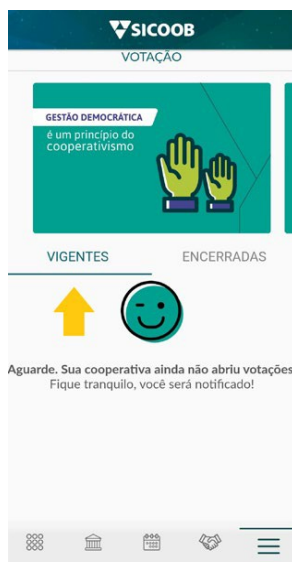 SICOOB
VOTAÇÃO
GESTÃO DEMOCRÁTICA
é um princípio do
cooperativismo
VIGENTES
ENCERRADAS
Aguarde. Sua cooperativa ainda não abriu votações
Fique tranquilo, você será notificado!